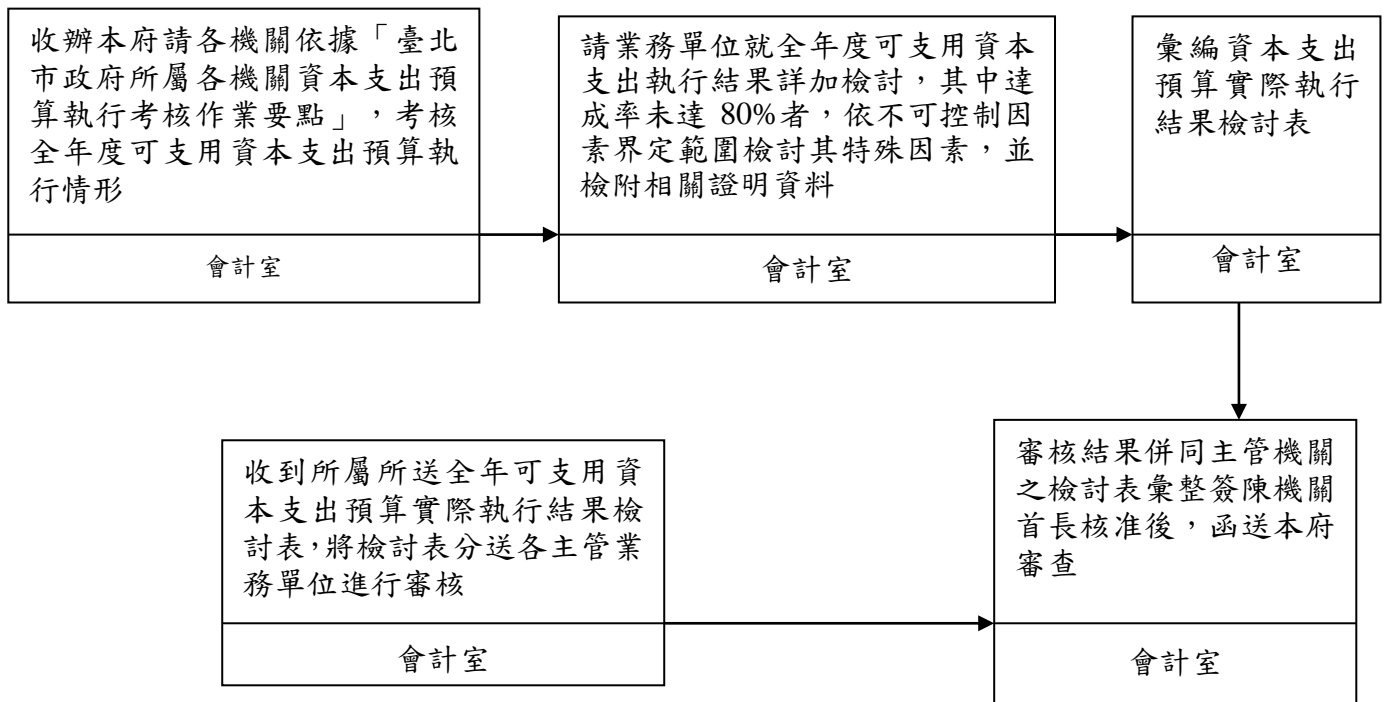 收辦本府請各機關依據「臺北
市政府所屬各機關資本支出預
算執行考核作業要點」，考核
全年度可支用資本支出預算執
行情形
會計室
請業務單位就全年度可支用資本
支出執行結果詳加檢討，其中達
成率未達 80%者，依不可控制因
素界定範圍檢討其特殊因素，並
檢附相關證明資料
會計室
彙編資本支出
預算實際執行
結果檢討表
會計室
收到所屬所送全年可支用資
本支出預算實際執行結果檢
討表，將檢討表分送各主管業
務單位進行審核
會計室
審核結果併同主管機關
之檢討表彙整簽陳機關
首長核准後，函送本府
審查
會計室